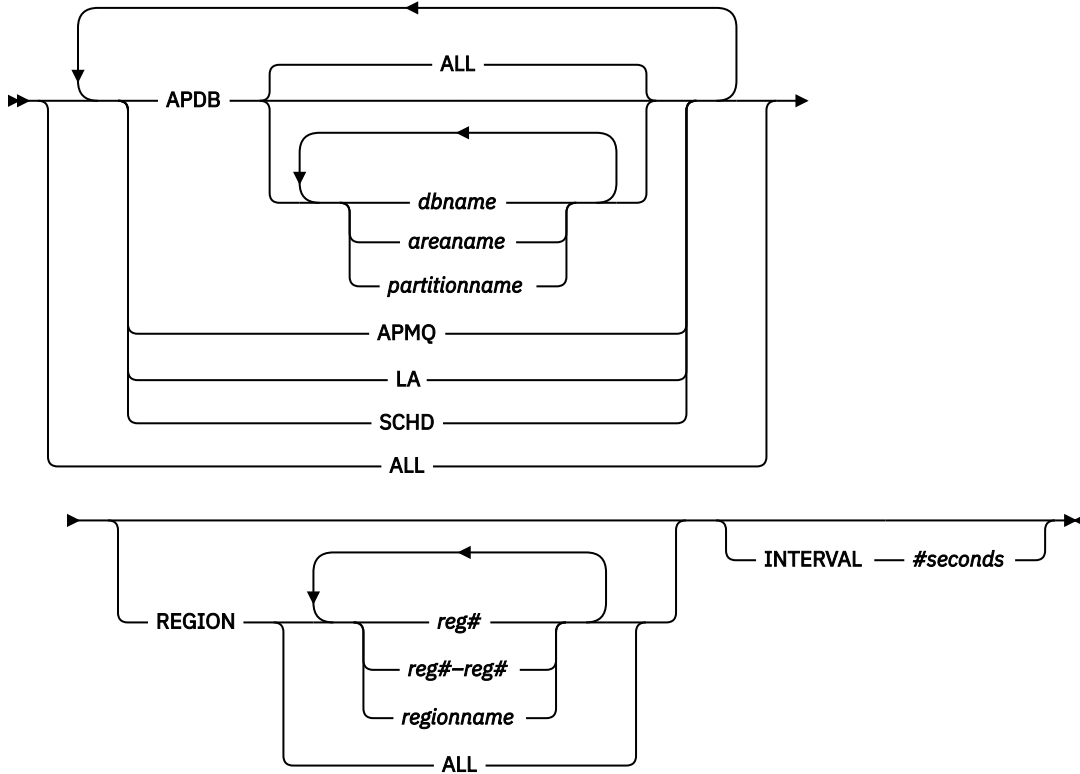 ALL
APDB
dbname
areaname
partitionname
APMQ
LA
SCHD
ALL
INTERVAL #seconds
REGION reg#
reg#–reg#
regionname
ALL